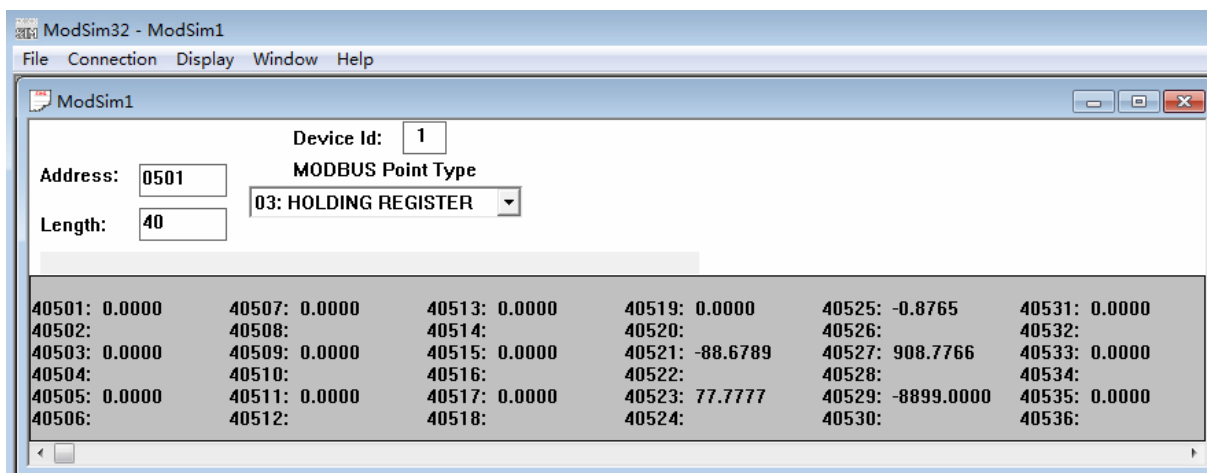 ModSim32 - ModSim1
File Connection Display Window Help
ModSim1
Device Id: 1
Address: 0501
MODBUS Point Type
03: HOLDING REGISTER
Length: 40
40501: 0.0000 40507: 0.0000 40513: 0.0000 40519: 0.0000 40525: -0.8765 40531: 0.0000
40502: 40508: 40514: 40520: 40526: 40532:
40503: 0.0000 40509: 0.0000 40515: 0.0000 40521: -88.6789 40527: 908.7766 40533: 0.0000
40504: 40510: 40516: 40522: 40528: 40534:
40505: 0.0000 40511: 0.0000 40517: 0.0000 40523: 77.7777 40529: -8899.0000 40535: 0.0000
40506: 40512: 40518: 40524: 40530: 40536: